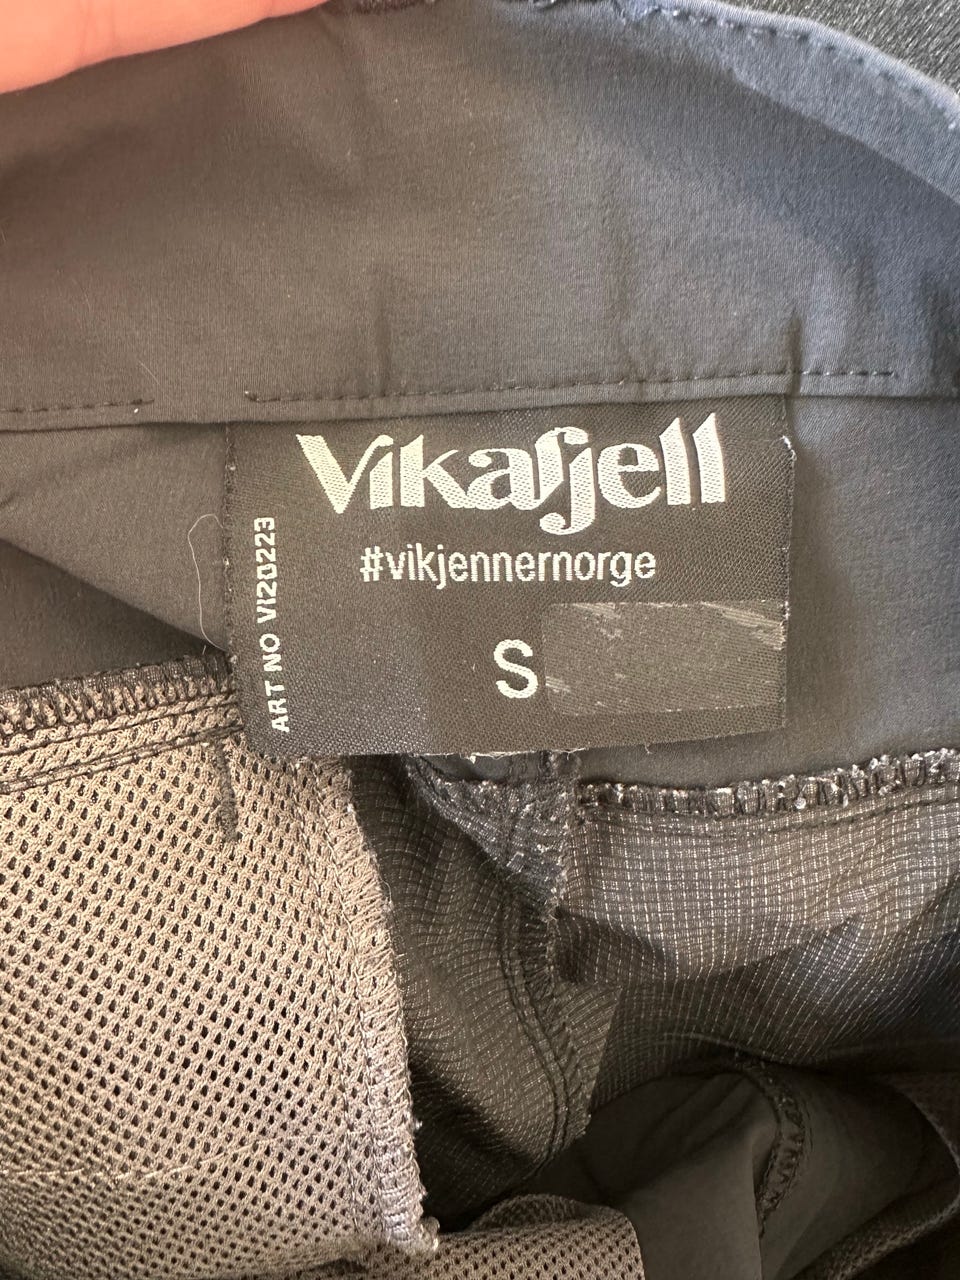 Vikafjell
#vikjennernorge
S
ART NO VI20223